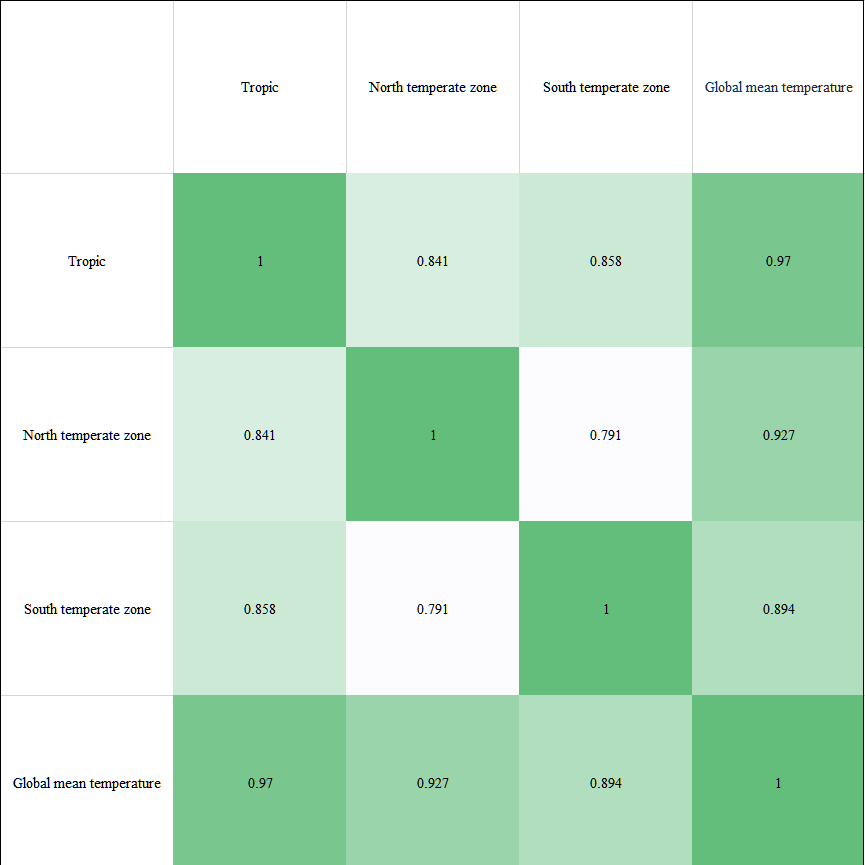 Tropic North temperate zone South temperate zone Global mean temperature
Tropic 1 0.841 0.858 0.97
North temperate zone 0.841 1 0.791 0.927
South temperate zone 0.858 0.791 1 0.894
Global mean temperature 0.97 0.927 0.894 1